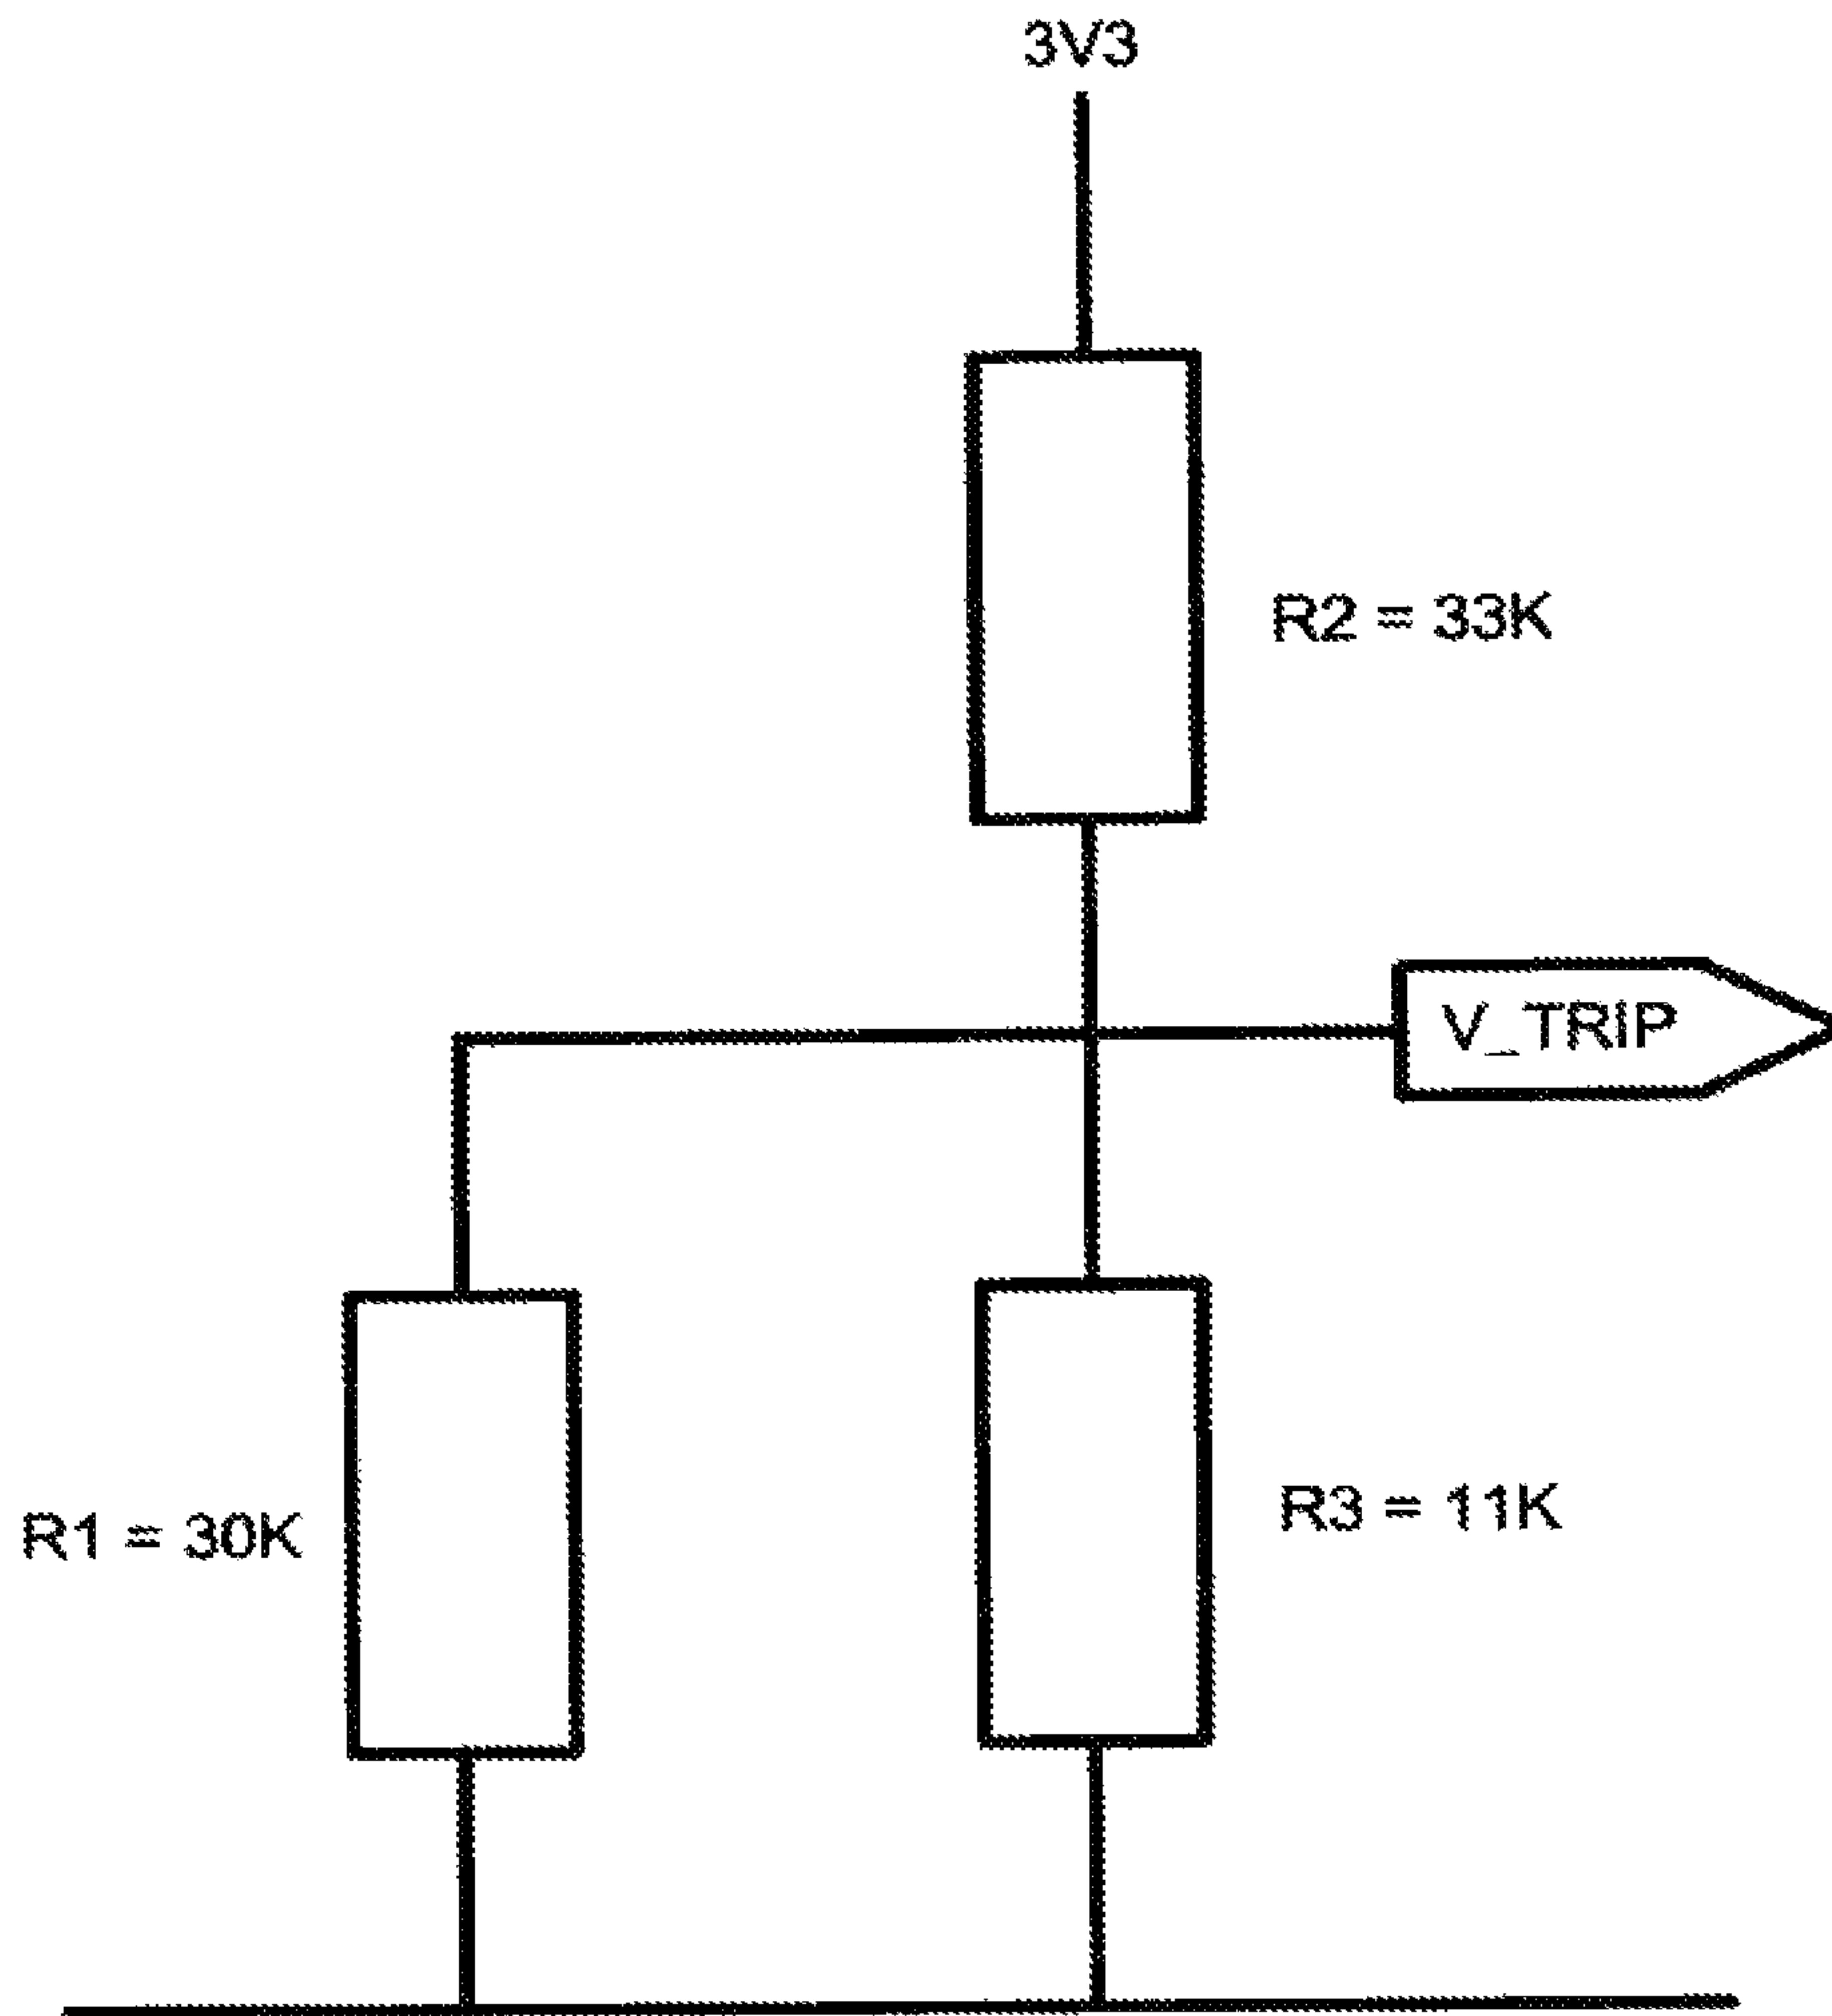 3V3
R2 = 33K
V_TRIP
R1 = 30K
R3 = 11K